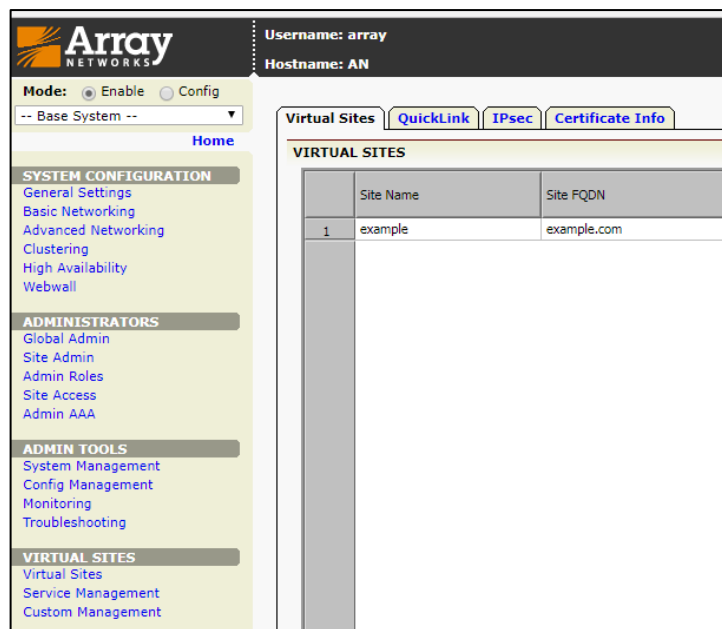 Array
NETWORKS
Username: array
Hostname: AN
Mode: Enable Config
-- Base System --
Home
SYSTEM CONFIGURATION
General Settings
Basic Networking
Advanced Networking
Clustering
High Availability
Webwall
ADMINISTRATORS
Global Admin
Site Admin
Admin Roles
Site Access
Admin AAA
ADMIN TOOLS
System Management
Config Management
Monitoring
Troubleshooting
VIRTUAL SITES
Virtual Sites
Service Management
Custom Management
Virtual Sites QuickLink IPsec Certificate Info
VIRTUAL SITES
Site Name Site FQDN
1 example example.com